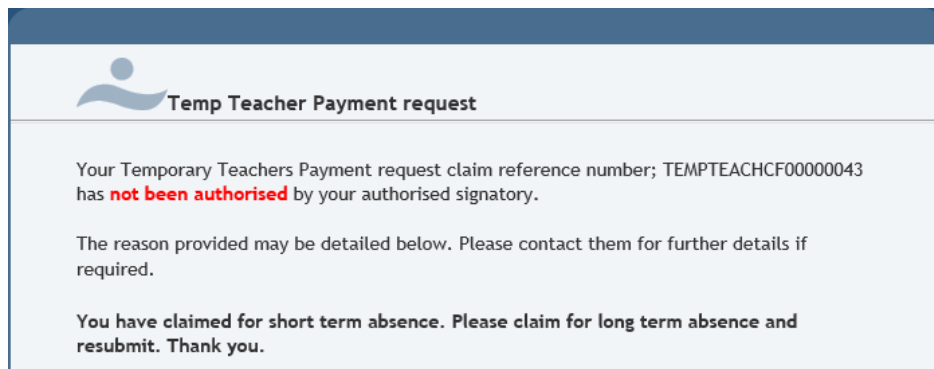 Temp Teacher Payment request
Your Temporary Teachers Payment request claim reference number; TEMPTEACHCF00000043
has not been authorised by your authorised signatory.
The reason provided may be detailed below. Please contact them for further details if
required.
You have claimed for short term absence. Please claim for long term absence and
resubmit. Thank you.